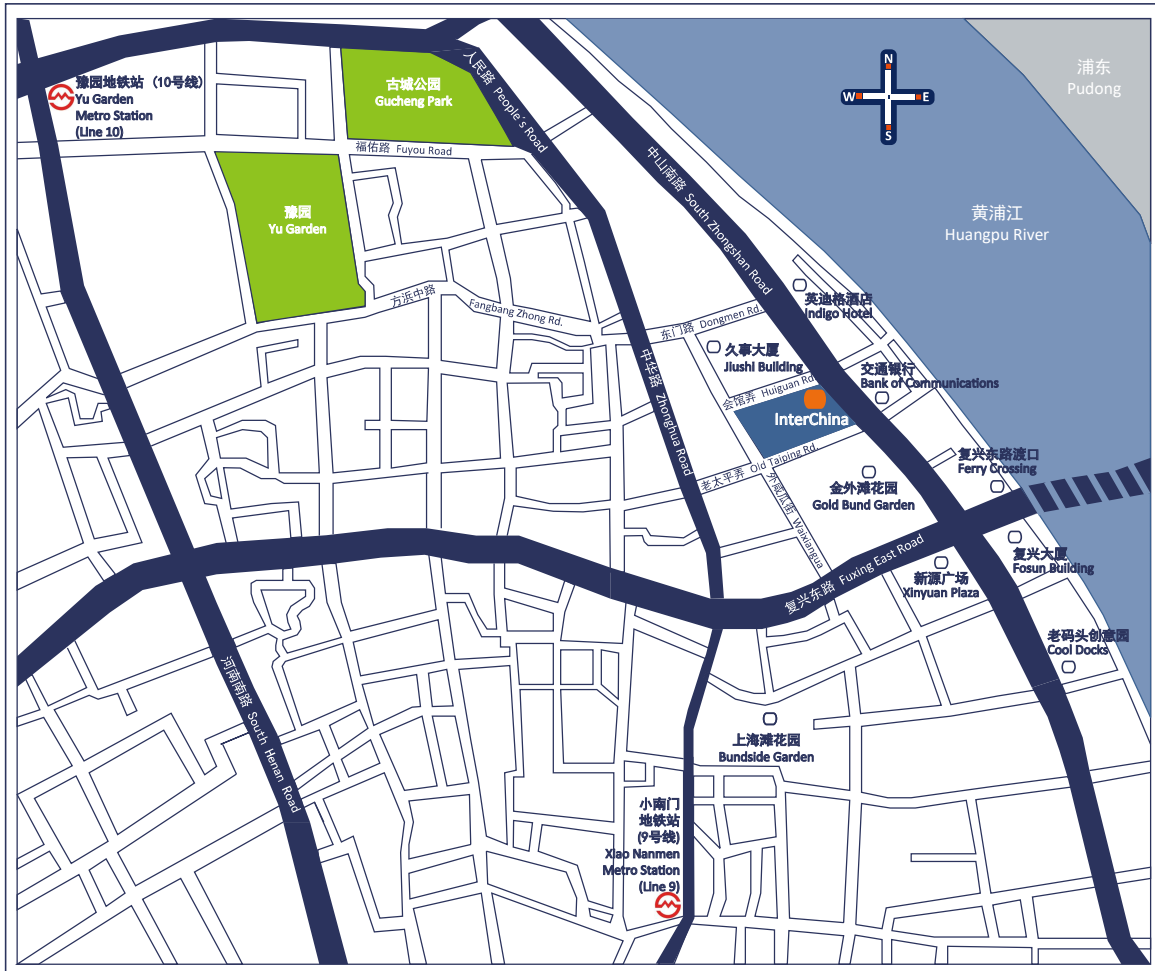 豫园地铁站 (10号线)
Yu Garden
Metro Station
(Line 10)
古城公园
Gucheng Park
人民路 People's Road
N
W
E
S
浦东
Pudong
福佑路 Fuyou Road
中山南路 South Zhongshan Road
豫园
Yu Garden
黄浦江
Huangpu River
方浜中路
Fangbang Zhong Rd.
英迪格酒店
Indigo Hotel
东门路 Dongmen Rd.
久事大厦
Jiushi Building
中华路 Zhonghua Road
交通银行
Bank of Communications
会馆弄 Huiguan Rd.
InterChina
老太平弄 Old Taiping Rd.
外咸瓜街 Waixiangua
复兴东路渡口
Ferry Crossing
金外滩花园
Gold Bund Garden
复兴东路 Fuxing East Road
复兴大厦
Fosun Building
新源广场
Xinyuan Plaza
老码头创意园
Cool Docks
河南南路 South Henan Road
上海滩花园
Bundside Garden
小南门
地铁站
(9号线)
Xiao Nanmen
Metro Station
(Line 9)